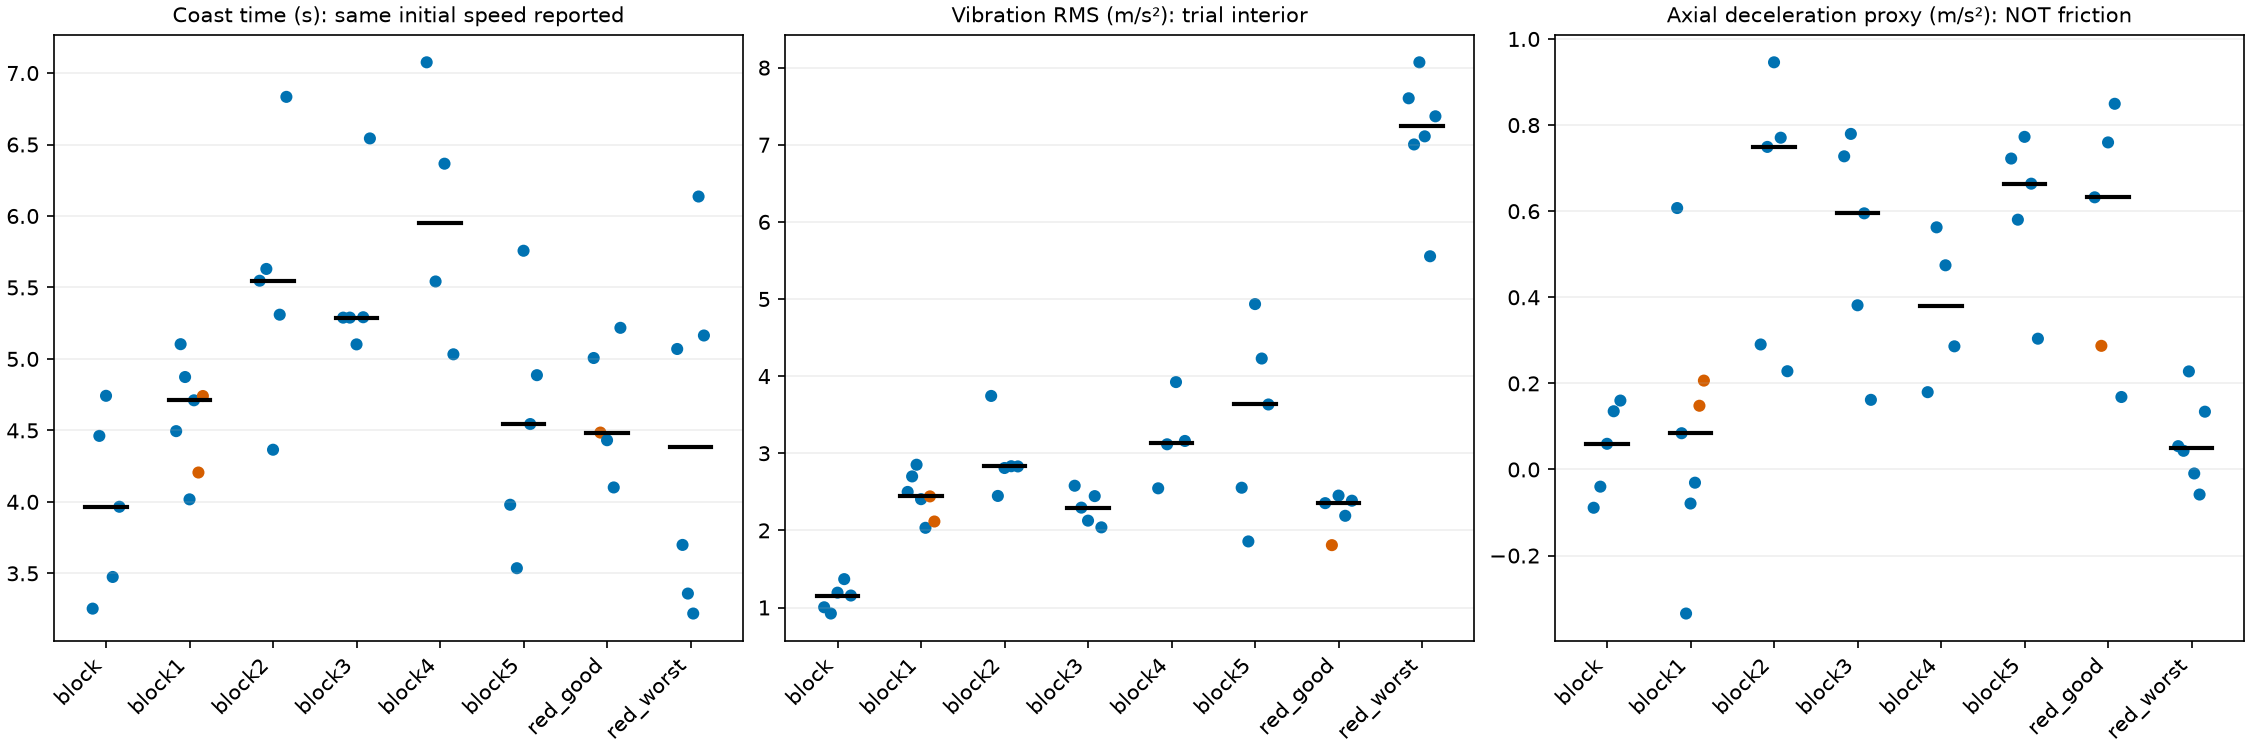 Coast time (s): same initial speed reported
7.0
6.5
6.0
5.5
5.0
4.5
4.0
3.5
block
block1
block2
block3
block4
block5
red_good
red_worst
Vibration RMS (m/s²): trial interior
8
7
6
5
4
3
2
1
block
block1
block2
block3
block4
block5
red_good
red_worst
Axial deceleration proxy (m/s²): NOT friction
1.0
0.8
0.6
0.4
0.2
0.0
−0.2
block
block1
block2
block3
block4
block5
red_good
red_worst